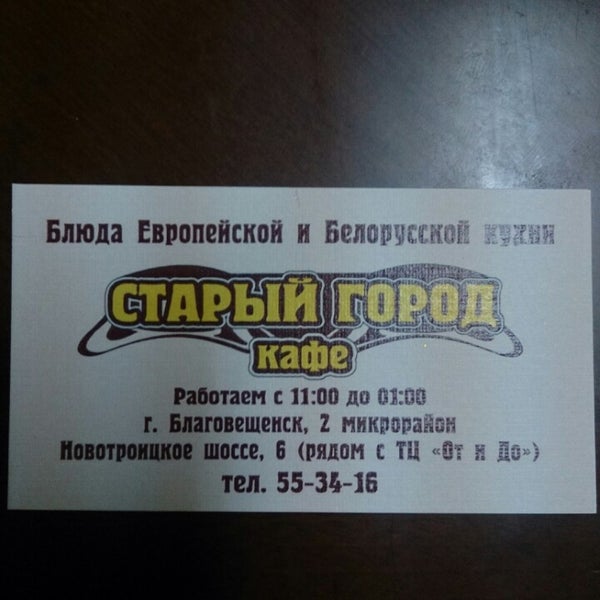 Блюда Европейской и Белорусской кухни
СТАРЫЙ ГОРОД
кафе
Работаем с 11:00 до 01:00
г. Благовещенск, 2 микрорайон
Новотроицкое шоссе, 6 (рядом с ТЦ «От и До»)
тел. 55-34-16